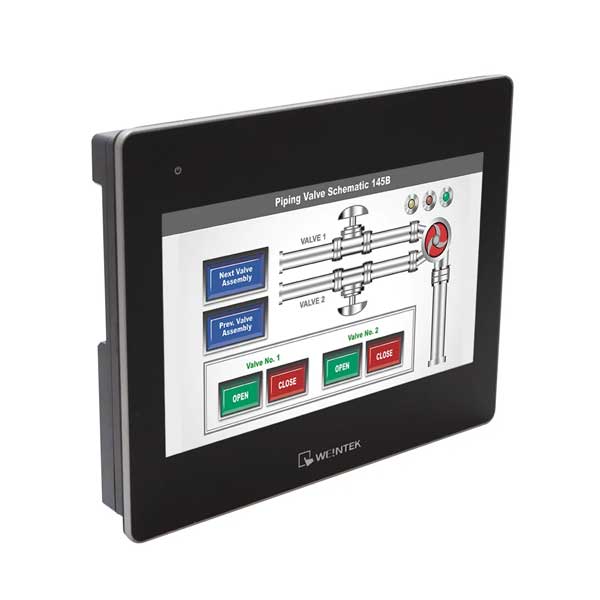 Piping Valve Schematic 145B
VALVE 1
Next Valve
Assembly
VALVE 2
Prev. Valve
Assembly
Valve No. 1
Valve No. 2
OPEN
CLOSE
OPEN
CLOSE
WEINTEK